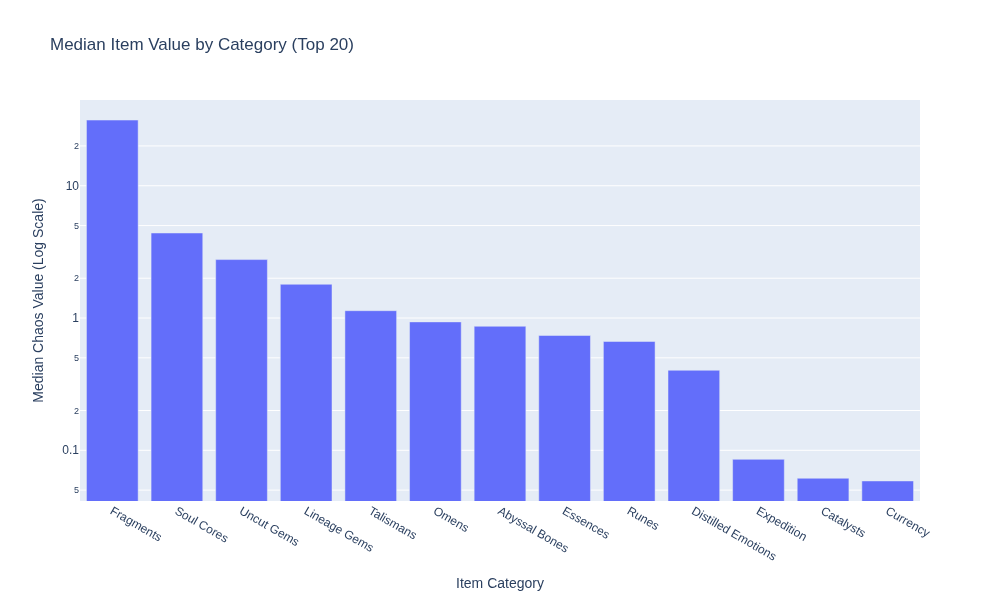 Median Item Value by Category (Top 20)
Median Chaos Value (Log Scale)
2
10
5
2
1
5
2
0.1
5
Fragments
Soul Cores
Uncut Gems
Lineage Gems
Talismans
Omens
Abyssal Bones
Essences
Runes
Distilled Emotions
Expedition
Catalysts
Currency
Item Category